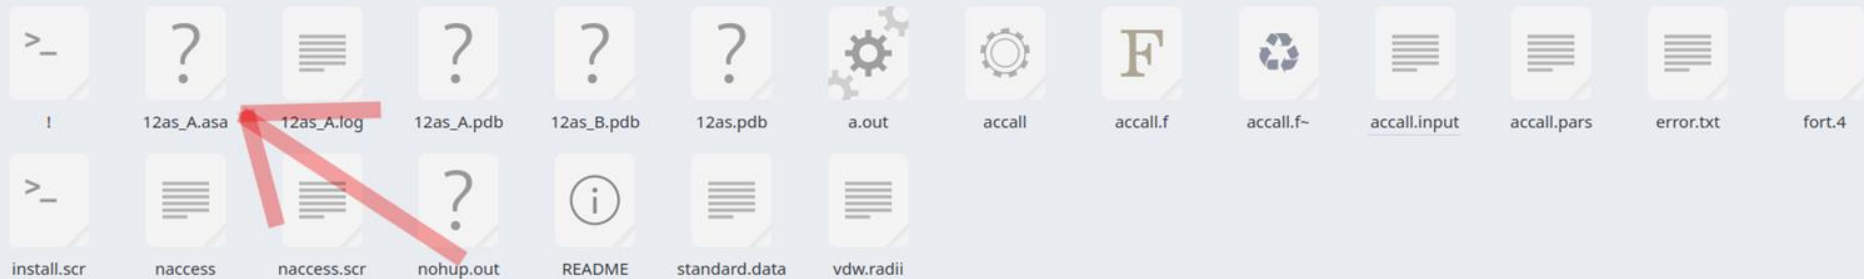 ! 12as_A.asa 12as_A.log 12as_A.pdb 12as_B.pdb 12as.pdb a.out accall accall.f accall.f~ accall.input accall.pars error.txt fort.4
install.scr naccess naccess.scr nohup.out README standard.data vdw.radii